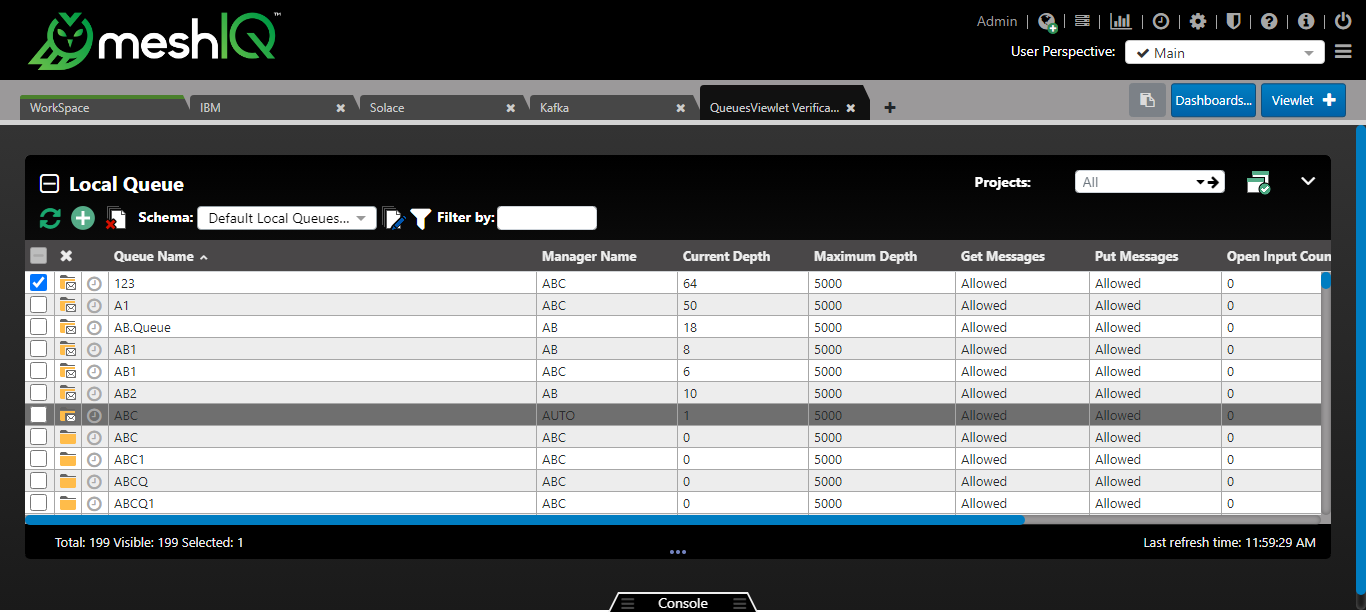 meshIQ™
Admin
User Perspective: Main
WorkSpace IBM Solace Kafka QueuesViewlet Verifica... Dashboards... Viewlet
Local Queue Projects: All
Schema: Default Local Queues... Filter by:
Queue Name Manager Name Current Depth Maximum Depth Get Messages Put Messages Open Input Coun
123 ABC 64 5000 Allowed Allowed 0
A1 ABC 50 5000 Allowed Allowed 0
AB.Queue AB 18 5000 Allowed Allowed 0
AB1 AB 8 5000 Allowed Allowed 0
AB1 ABC 6 5000 Allowed Allowed 0
AB2 AB 10 5000 Allowed Allowed 0
ABC AUTO 1 5000 Allowed Allowed 0
ABC ABC 0 5000 Allowed Allowed 0
ABC1 ABC 0 5000 Allowed Allowed 0
ABCQ ABC 0 5000 Allowed Allowed 0
ABCQ1 ABC 0 5000 Allowed Allowed 0
Total: 199 Visible: 199 Selected: 1 Last refresh time: 11:59:29 AM
Console